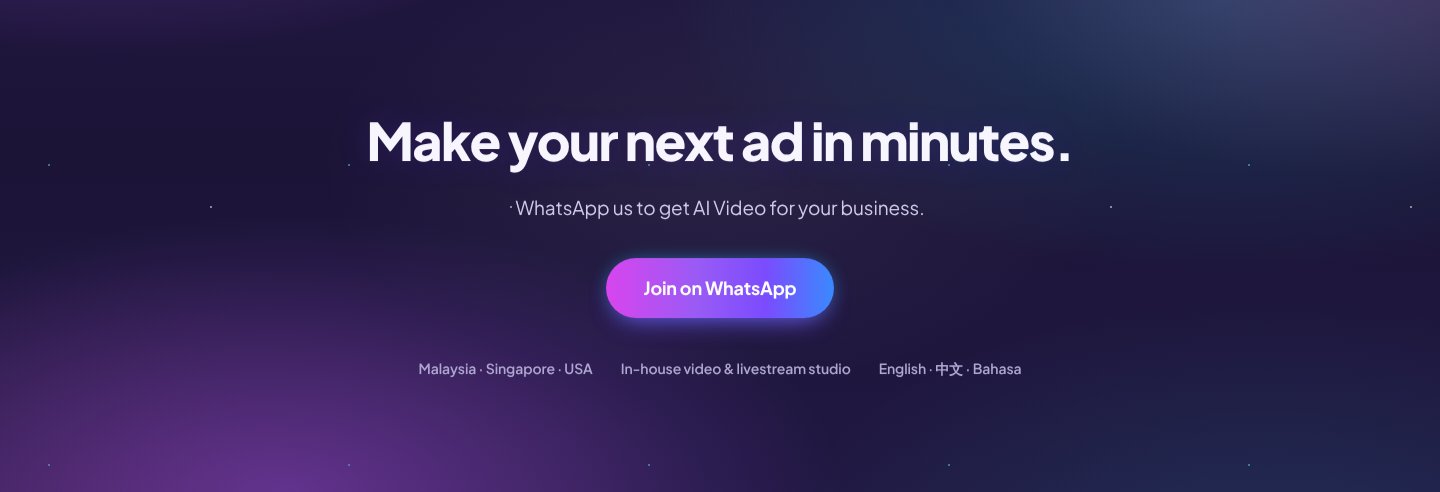 Make your next ad in minutes.
WhatsApp us to get AI Video for your business.
Join on WhatsApp
Malaysia · Singapore · USA In-house video & livestream studio English · 中文 · Bahasa